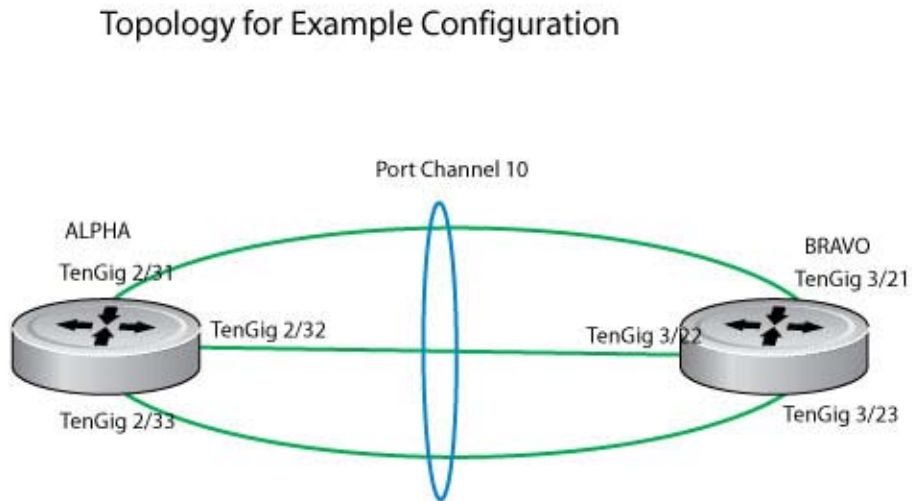 Topology for Example Configuration
Port Channel 10
ALPHA
TenGig 2/31
BRAVO
TenGig 3/21
TenGig 2/32
TenGig 3/22
TenGig 2/33
TenGig 3/23